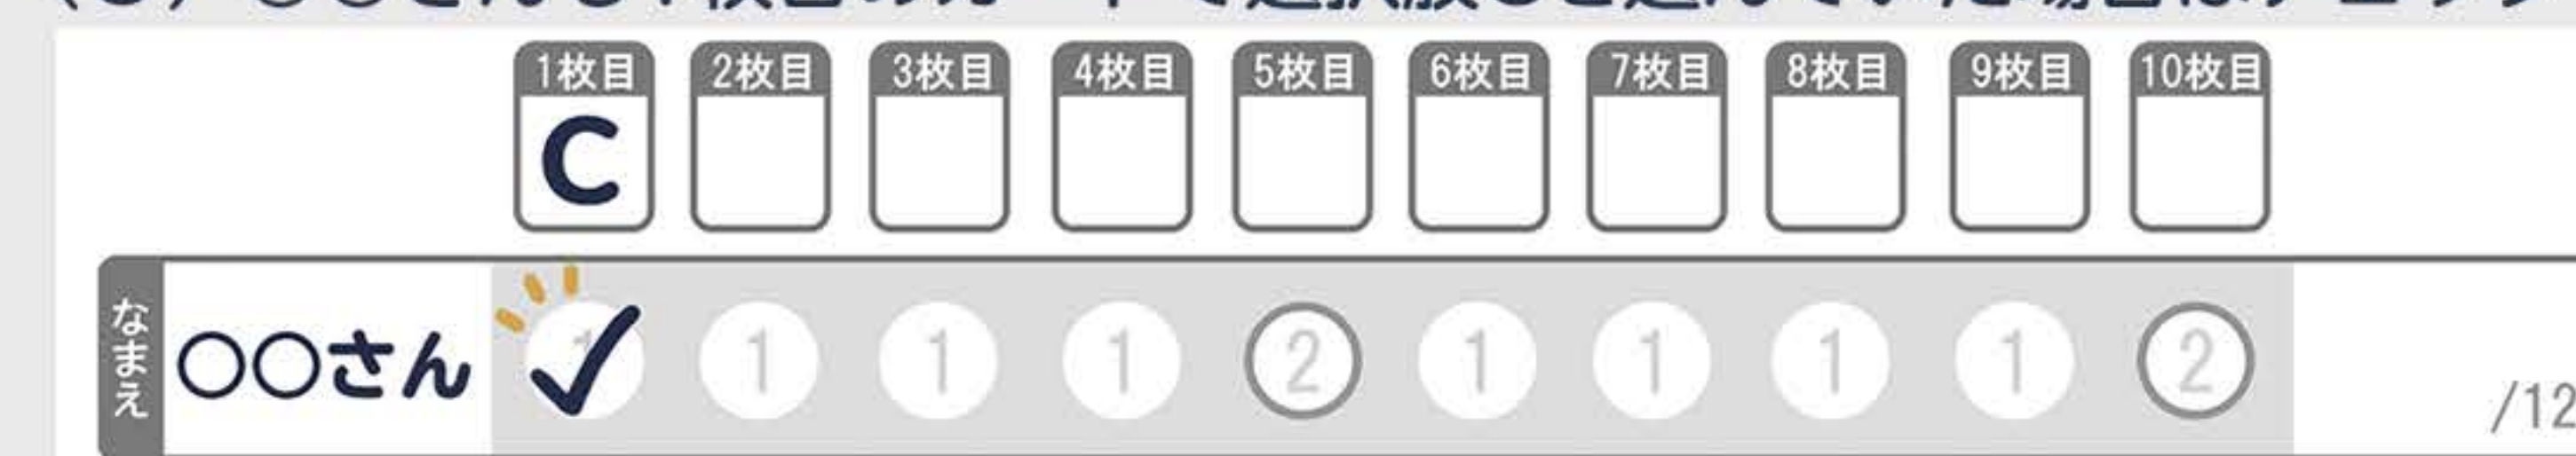 1枚目 2枚目 3枚目 4枚目 5枚目 6枚目 7枚目 8枚目 9枚目 10枚目
C
なまえ ○○さん 1 1 1 1 2 1 1 1 1 2 /12